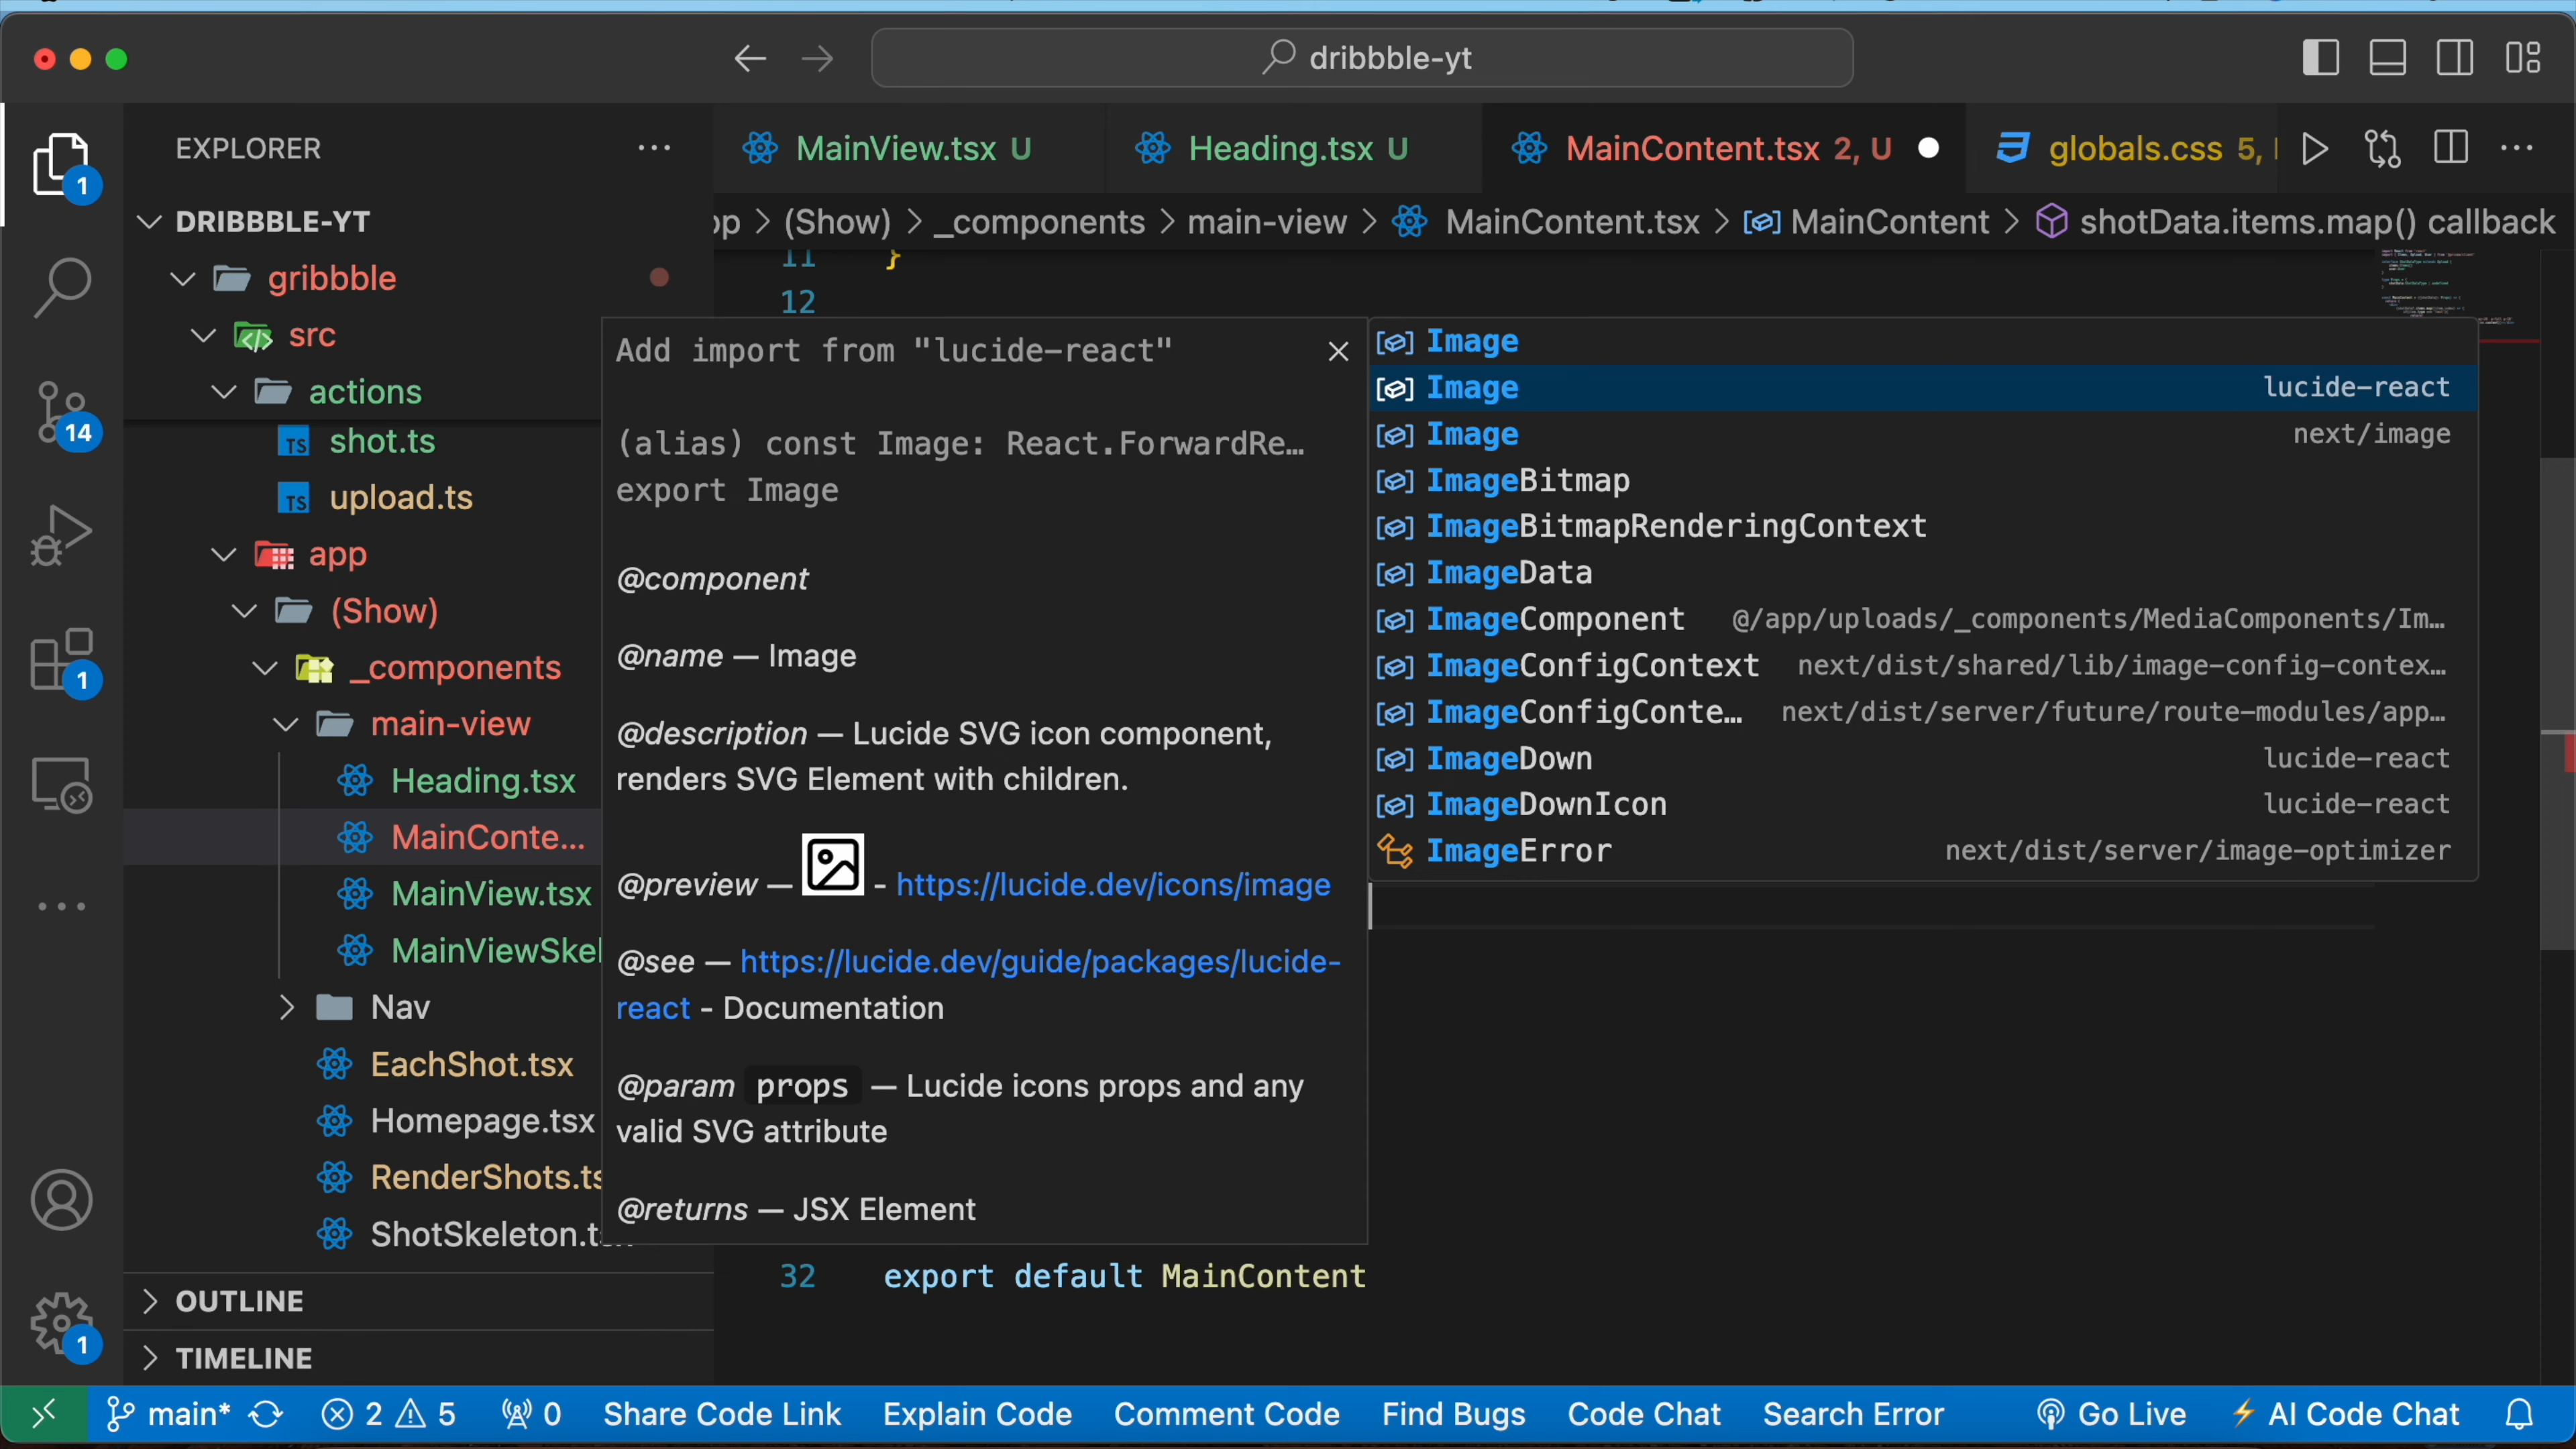 dribbble-yt
EXPLORER
MainView.tsx U
Heading.tsx U
MainContent.tsx 2, U
globals.css 5,
DRIBBBLE-YT
> (Show) > _components > main-view > MainContent.tsx > MainContent > shotData.items.map() callback
gribbble
src
actions
shot.ts
upload.ts
app
(Show)
_components
main-view
Heading.tsx
MainConte...
MainView.tsx
MainViewSkel
Nav
EachShot.tsx
Homepage.tsx
RenderShots.ts
ShotSkeleton.
OUTLINE
TIMELINE
1
14
1
1
11 }
12
Add import from "lucide-react"
(alias) const Image: React.ForwardRe…
export Image
@component
@name — Image
@description — Lucide SVG icon component,
renders SVG Element with children.
@preview — - https://lucide.dev/icons/image
@see — https://lucide.dev/guide/packages/lucide-
react - Documentation
@param props — Lucide icons props and any
valid SVG attribute
@returns — JSX Element
Image
Image lucide-react
Image next/image
ImageBitmap
ImageBitmapRenderingContext
ImageData
ImageComponent @/app/uploads/_components/MediaComponents/Im…
ImageConfigContext next/dist/shared/lib/image-config-contex…
ImageConfigConte… next/dist/server/future/route-modules/app…
ImageDown lucide-react
ImageDownIcon lucide-react
ImageError next/dist/server/image-optimizer
32 export default MainContent
main* 2 5 0 Share Code Link Explain Code Comment Code Find Bugs Code Chat Search Error Go Live AI Code Chat